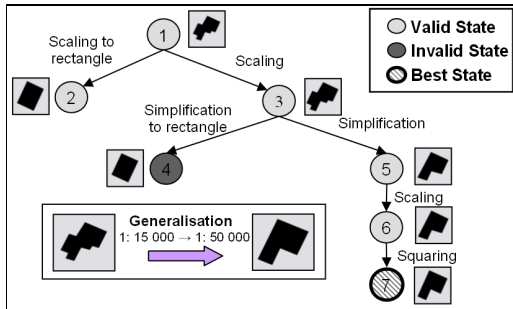 1
Scaling to
rectangle
2
Scaling
3
Simplification
to rectangle
4
Simplification
5
Scaling
6
Squaring
7
Valid State
Invalid State
Best State
Generalisation
1: 15 000 → 1: 50 000